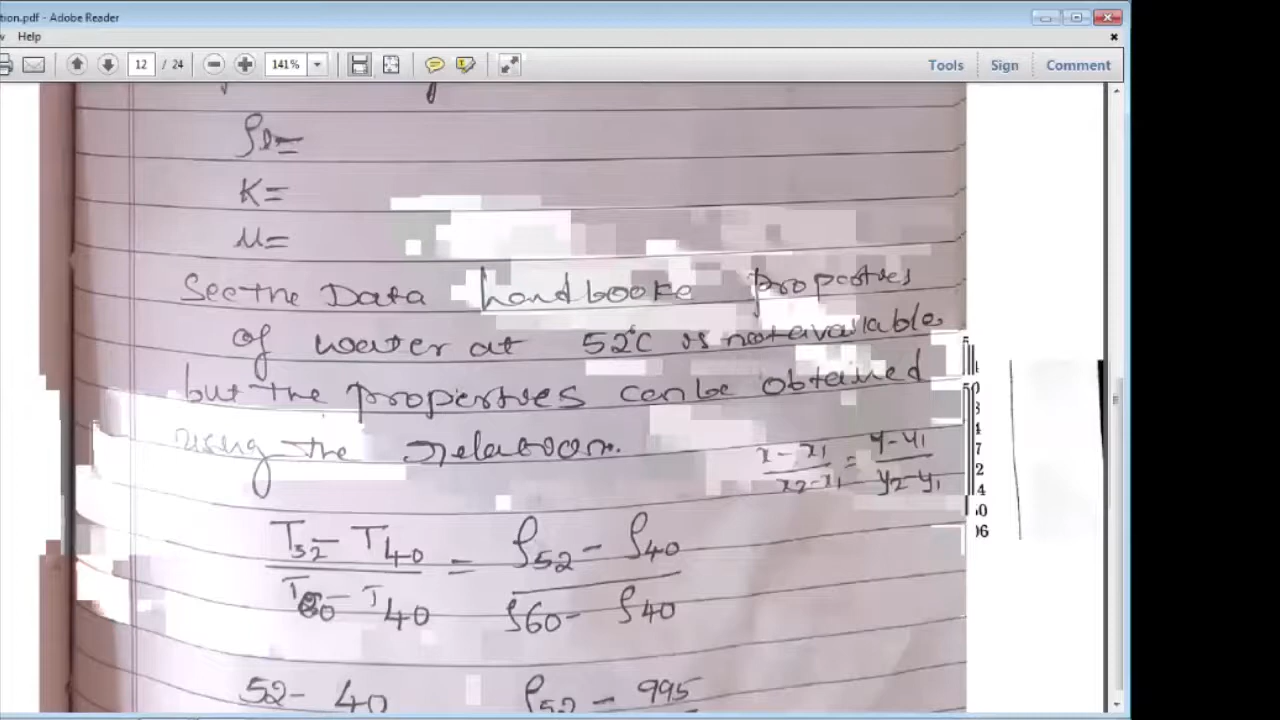 tion.pdf - Adobe Reader
Help
12 / 24 141% Tools Sign Comment
ρl=
K=
μ=
See the Data handbooke properties
of water at 52°C is not available
but the properties can be obtained
using the relation.
x - x1 / x2 - x1 = y - y1 / y2 - y1
T52 - T40 / T60 - T40 = ρ52 - ρ40 / ρ60 - ρ40
52 - 40 ρ52 - 995